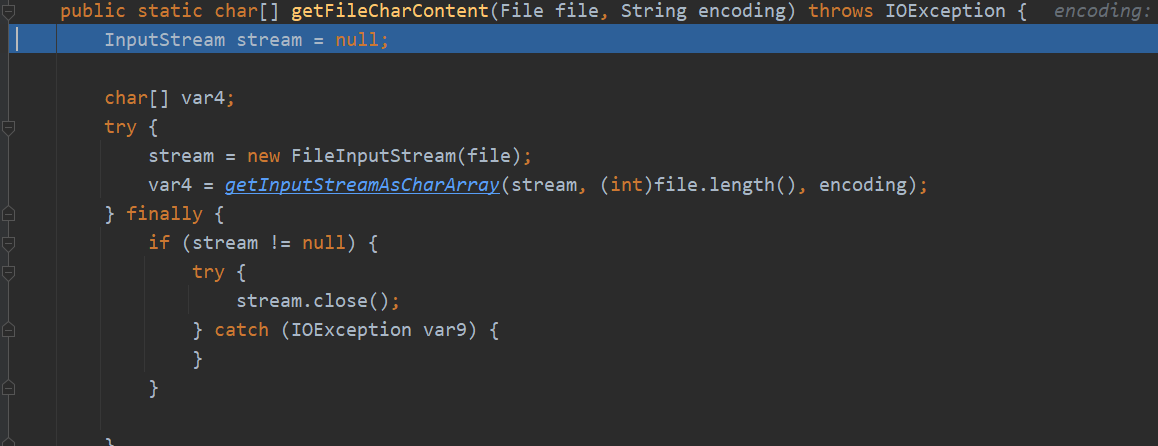 public static char[] getFileCharContent(File file, String encoding) throws IOException { encoding:
InputStream stream = null;
char[] var4;
try {
stream = new FileInputStream(file);
var4 = getInputStreamAsCharArray(stream, (int)file.length(), encoding);
} finally {
if (stream != null) {
try {
stream.close();
} catch (IOException var9) {
}
}
}